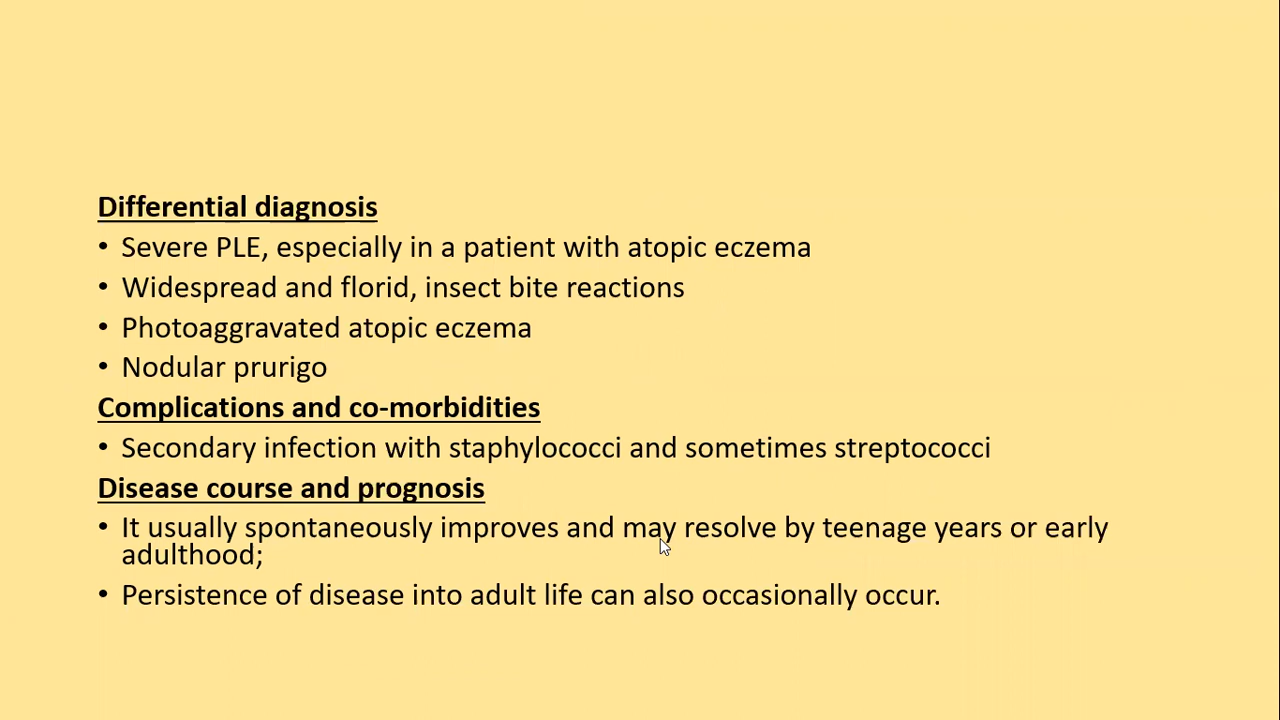 Differential diagnosis
• Severe PLE, especially in a patient with atopic eczema
• Widespread and florid, insect bite reactions
• Photoaggravated atopic eczema
• Nodular prurigo
Complications and co-morbidities
• Secondary infection with staphylococci and sometimes streptococci
Disease course and prognosis
• It usually spontaneously improves and may resolve by teenage years or early
adulthood;
• Persistence of disease into adult life can also occasionally occur.